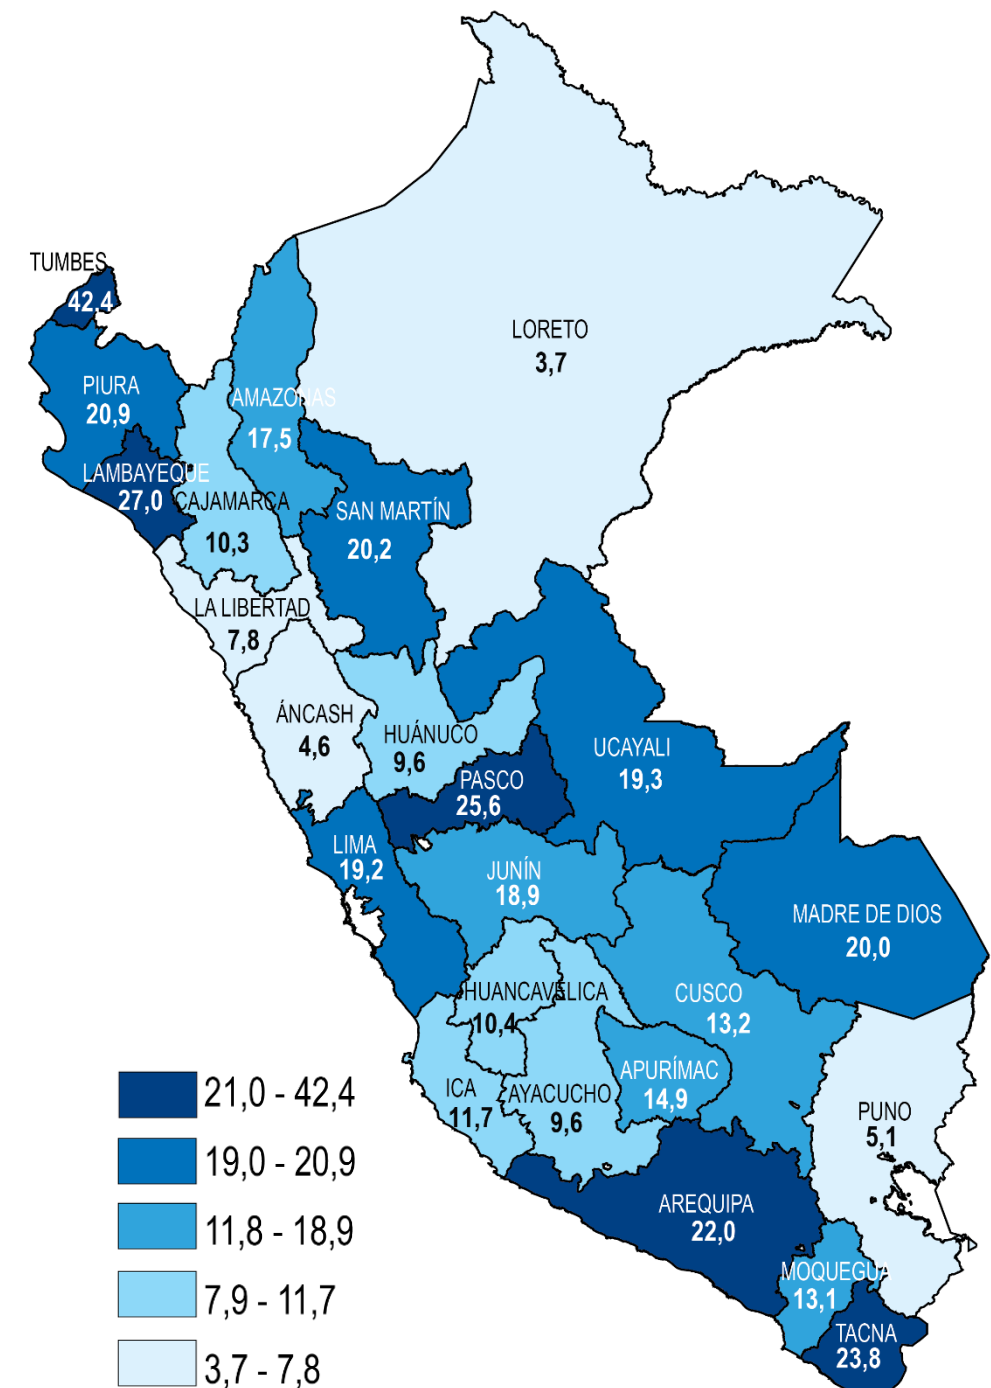 TUMBES
42,4
LORETO
3,7
PIURA
20,9
AMAZONAS
17,5
LAMBAYEQUE
27,0
CAJAMARCA
10,3
SAN MARTÍN
20,2
LA LIBERTAD
7,8
ÁNCASH
4,6
HUÁNUCO
9,6
UCAYALI
19,3
PASCO
25,6
LIMA
19,2
JUNÍN
18,9
MADRE DE DIOS
20,0
HUANCAVELICA
10,4
CUSCO
13,2
APURÍMAC
14,9
ICA
11,7
AYACUCHO
9,6
PUNO
5,1
AREQUIPA
22,0
MOQUEGUA
13,1
TACNA
23,8
21,0 - 42,4
19,0 - 20,9
11,8 - 18,9
7,9 - 11,7
3,7 - 7,8